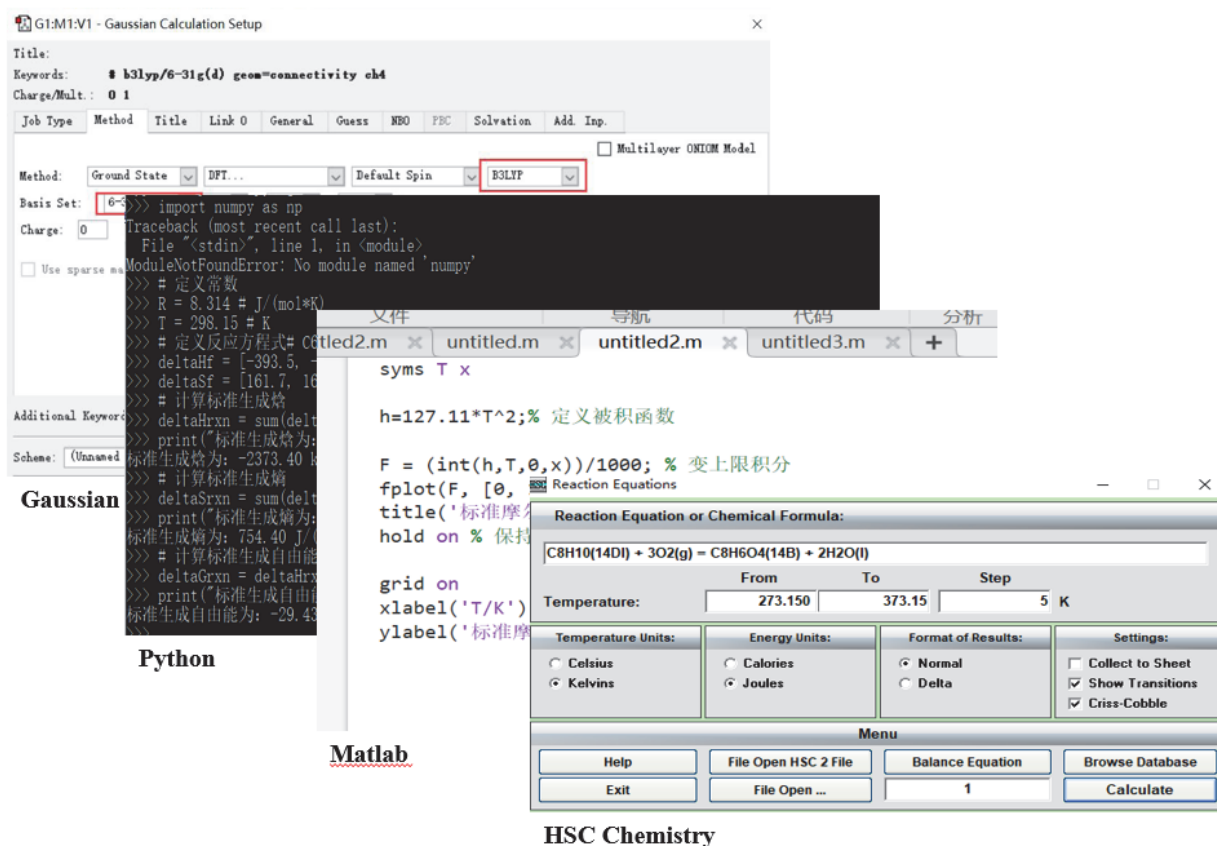 G1:M1:V1 - Gaussian Calculation Setup
Title:
Keywords: # b3lyp/6-31g(d) geom=connectivity ch4
Charge/Mult.: 0 1
Job Type Method Title Link 0 General Guess NBO PBC Solvation Add. Inp.
Multilayer ONIOM Model
Method: Ground State DFT... Default Spin B3LYP
Basis Set: 6-3
Charge: 0
Use sparse ma
Additional Keyword
Scheme: (Unnamed
Gaussian
>>> import numpy as np
Traceback (most recent call last):
File "<stdin>", line 1, in <module>
ModuleNotFoundError: No module named 'numpy'
>>> # 定义常数
>>> R = 8.314 # J/(mol*K)
>>> T = 298.15 # K
>>> # 定义反应方程式# C6
>>> deltaHf = [-393.5, -
>>> deltaSf = [161.7, 16
>>> # 计算标准生成焓
>>> deltaHrxn = sum(delt
>>> print("标准生成焓为:
标准生成焓为: -2373.40 k
>>> # 计算标准生成熵
>>> deltaSrxn = sum(delt
>>> print("标准生成熵为:
标准生成熵为: 754.40 J/(
>>> # 计算标准生成自由能
>>> deltaGrxn = deltaHrx
>>> print("标准生成自由能
标准生成自由能为: -29.43
>>>
Python
文件 导航 代码 分析
tled2.m × untitled.m × untitled2.m × untitled3.m × +
syms T x
h=127.11*T^2;% 定义被积函数
F = (int(h,T,0,x))/1000; % 变上限积分
fplot(F, [0,
title('标准摩尔
hold on % 保持
grid on
xlabel('T/K')
ylabel('标准摩
Matlab
HSC Reaction Equations
Reaction Equation or Chemical Formula:
C8H10(14DI) + 3O2(g) = C8H6O4(14B) + 2H2O(l)
From To Step
Temperature: 273.150 373.15 5 K
Temperature Units: Energy Units: Format of Results: Settings:
Celsius Calories Normal Collect to Sheet
Kelvins Joules Delta Show Transitions
Criss-Cobble
Menu
Help File Open HSC 2 File Balance Equation Browse Database
Exit File Open ... 1 Calculate
HSC Chemistry